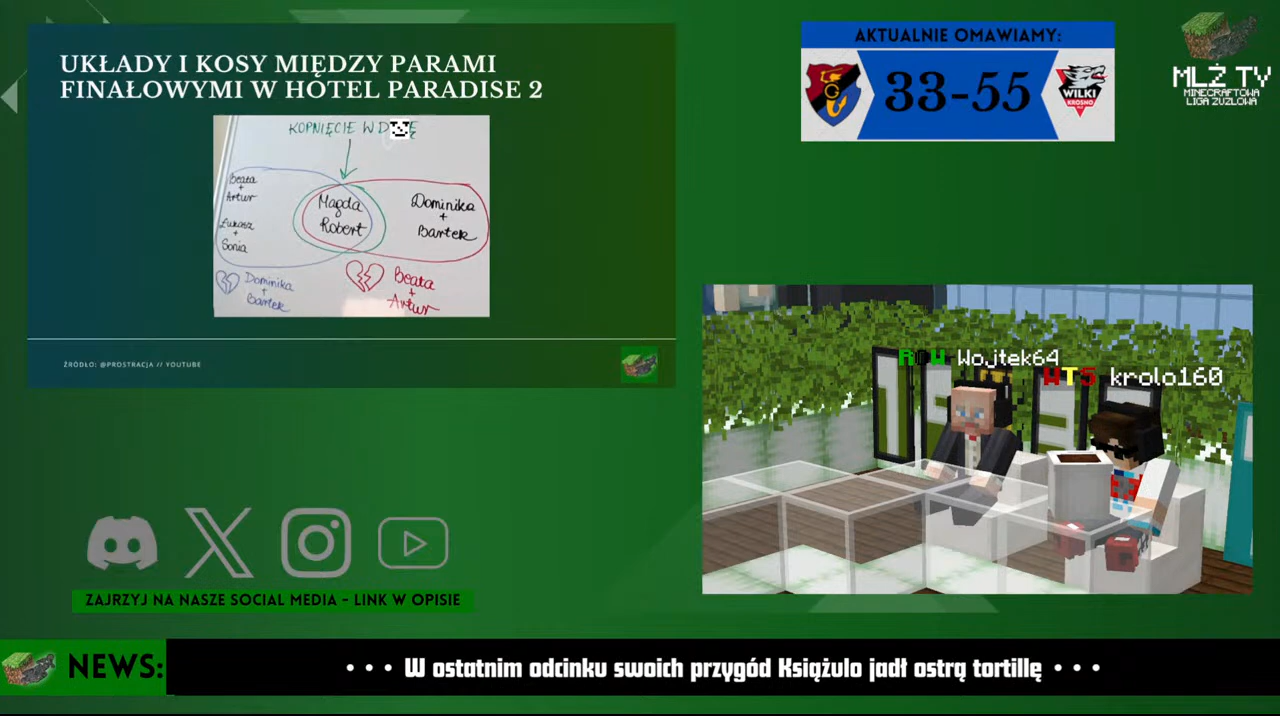 UKŁADY I KOSY MIĘDZY PARAMI
FINAŁOWYMI W HOTEL PARADISE 2
KOPNIĘCIE W D
Beata
+
Artur
Łukasz
+
Sonia
Magda
Robert
Dominika
+
Bartek
Dominika
+
Bartek
Beata
+
Artur
ŹRÓDŁO: @PROSTRACJA // YOUTUBE
AKTUALNIE OMAWIAMY:
33-55
WILKI
KROSNO
MLŻ TV
MINECRAFTOWA
LIGA ŻUŻLOWA
Wojtek64
WTS krolo160
ZAJRZYJ NA NASZE SOCIAL MEDIA - LINK W OPISIE
NEWS:
• • • W ostatnim odcinku swoich przygód Książulo jadł ostrą tortillę • • •